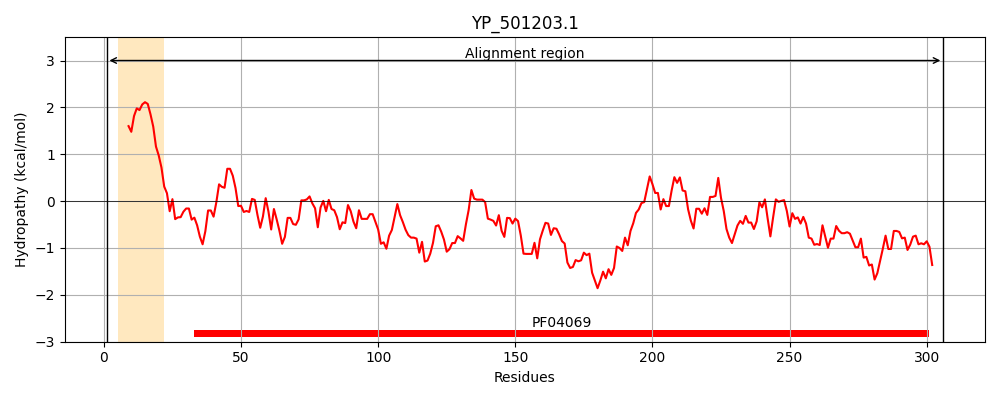 YP_501203.1
Alignment region
3
2
1
0
−1
−2
−3
Hydropathy (kcal/mol)
PF04069
0 50 100 150 200 250 300
Residues